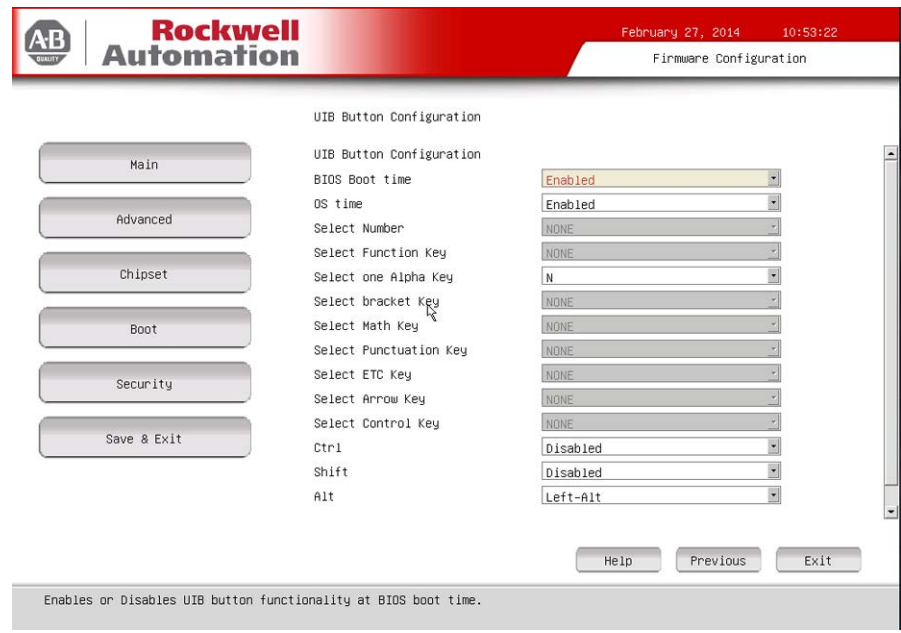 A·B
QUALITY
Rockwell
Automation
February 27, 2014 10:53:22
Firmware Configuration
UIB Button Configuration
Main
Advanced
Chipset
Boot
Security
Save & Exit
UIB Button Configuration
BIOS Boot time Enabled
OS time Enabled
Select Number NONE
Select Function Key NONE
Select one Alpha Key N
Select bracket Key NONE
Select Math Key NONE
Select Punctuation Key NONE
Select ETC Key NONE
Select Arrow Key NONE
Select Control Key NONE
Ctrl Disabled
Shift Disabled
Alt Left-Alt
Help Previous Exit
Enables or Disables UIB button functionality at BIOS boot time.